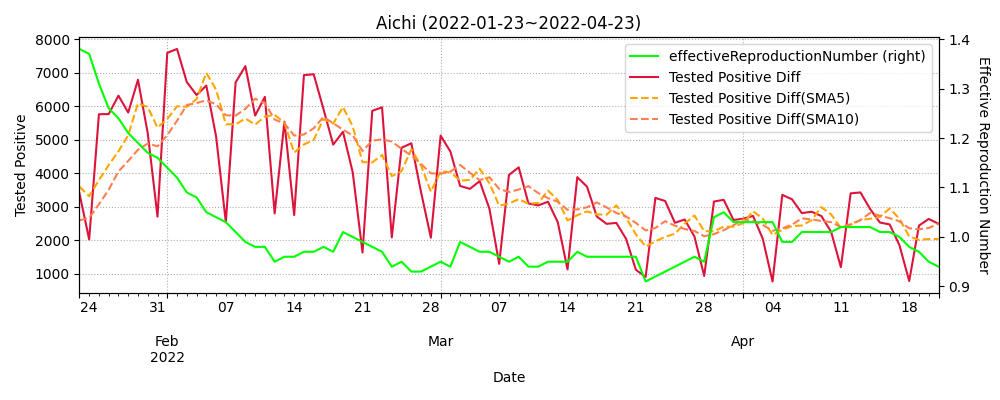 Aichi (2022-01-23~2022-04-23)
8000
7000
6000
5000
4000
3000
2000
1000
Tested Positive
effectiveReproductionNumber (right)
Tested Positive Diff
Tested Positive Diff(SMA5)
Tested Positive Diff(SMA10)
1.4
1.3
1.2
1.1
1.0
0.9
Effective Reproduction Number
24 31 07 14 21 28 07 14 21 28 04 11 18
Feb Mar Apr
2022
Date